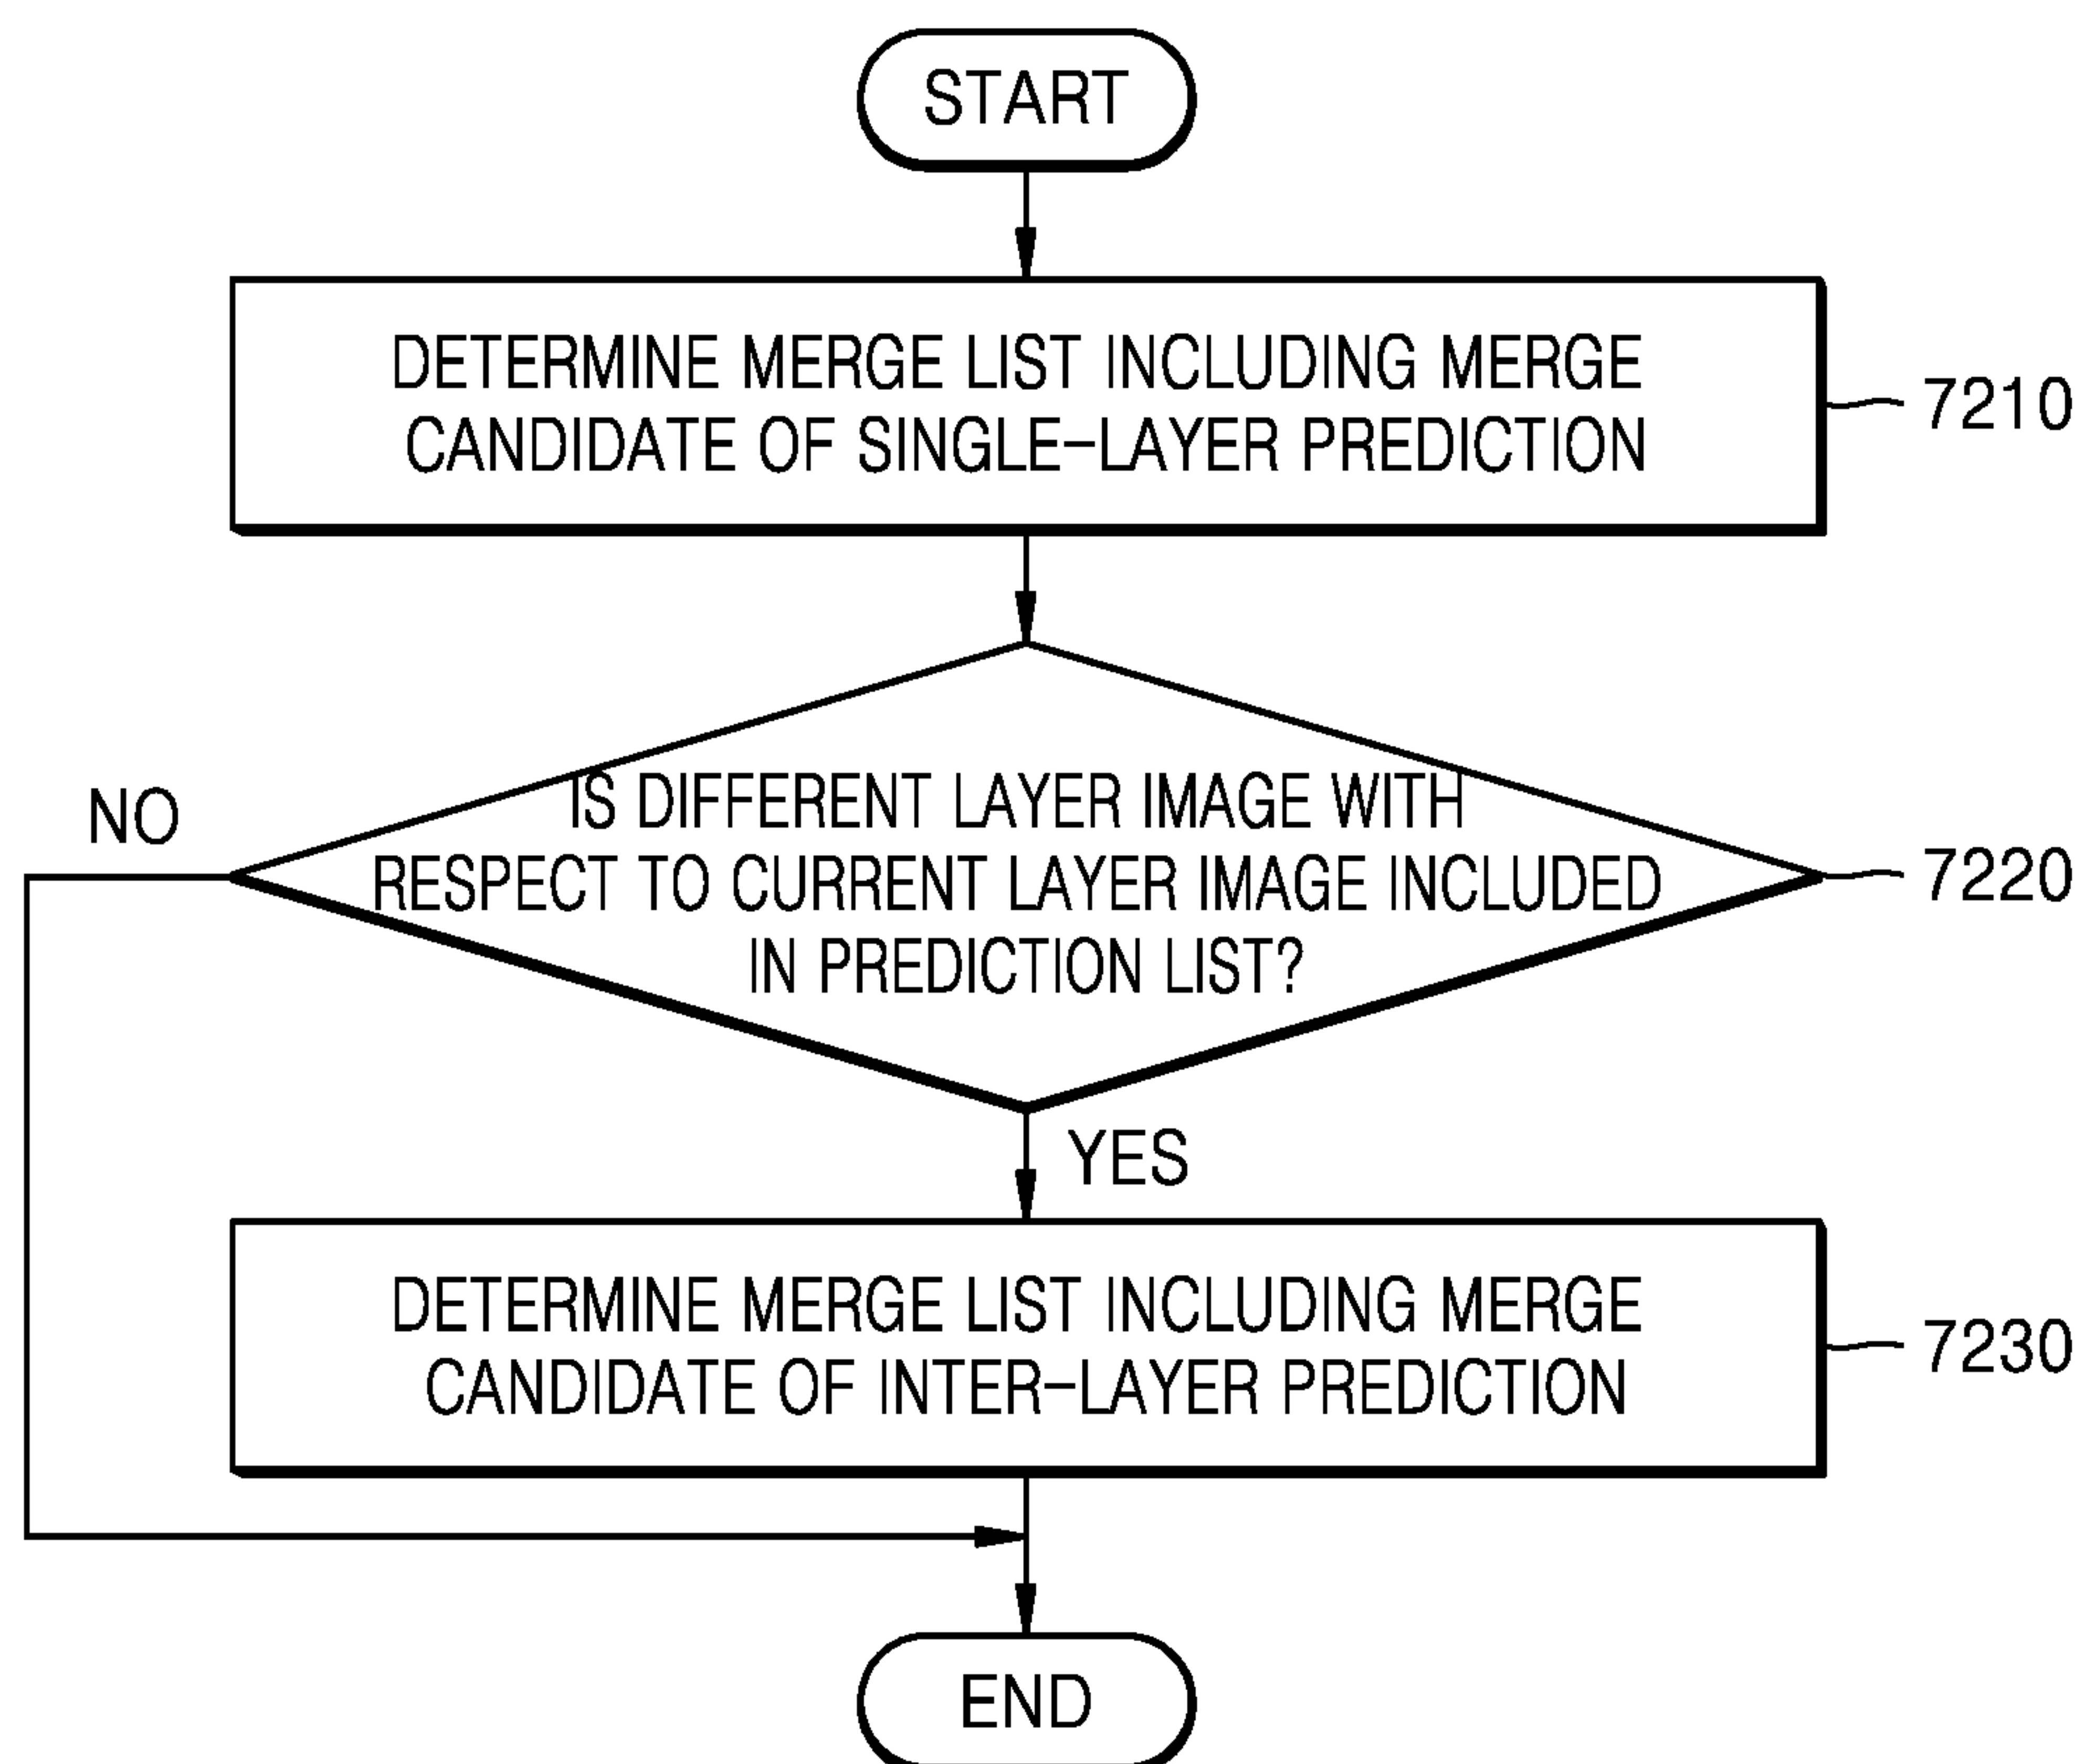 START
DETERMINE MERGE LIST INCLUDING MERGE
CANDIDATE OF SINGLE-LAYER PREDICTION
7210
IS DIFFERENT LAYER IMAGE WITH
RESPECT TO CURRENT LAYER IMAGE INCLUDED
IN PREDICTION LIST?
7220
NO
YES
DETERMINE MERGE LIST INCLUDING MERGE
CANDIDATE OF INTER-LAYER PREDICTION
7230
END